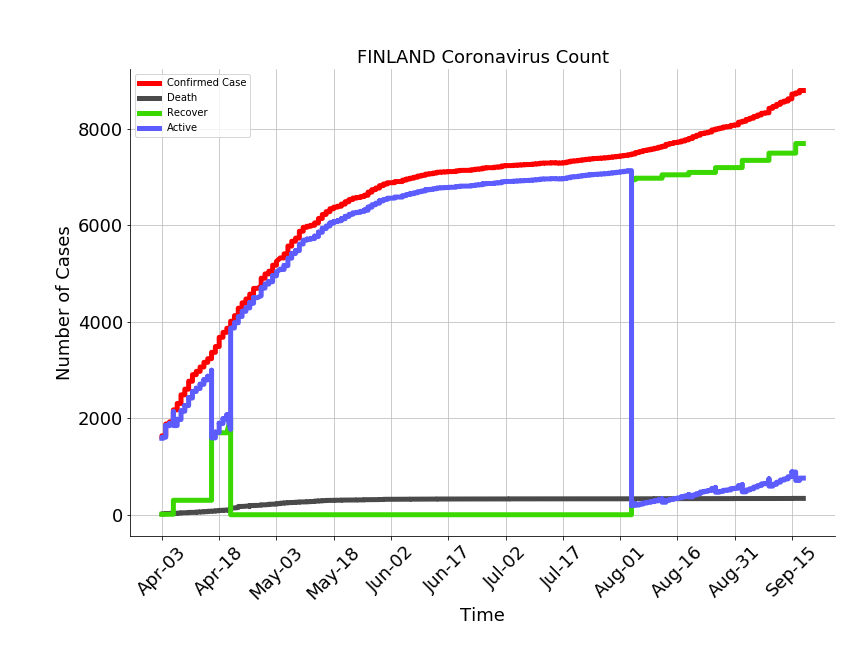 FINLAND Coronavirus Count
Confirmed Case
Death
Recover
Active
Number of Cases
8000
6000
4000
2000
0
Apr-03
Apr-18
May-03
May-18
Jun-02
Jun-17
Jul-02
Jul-17
Aug-01
Aug-16
Aug-31
Sep-15
Time